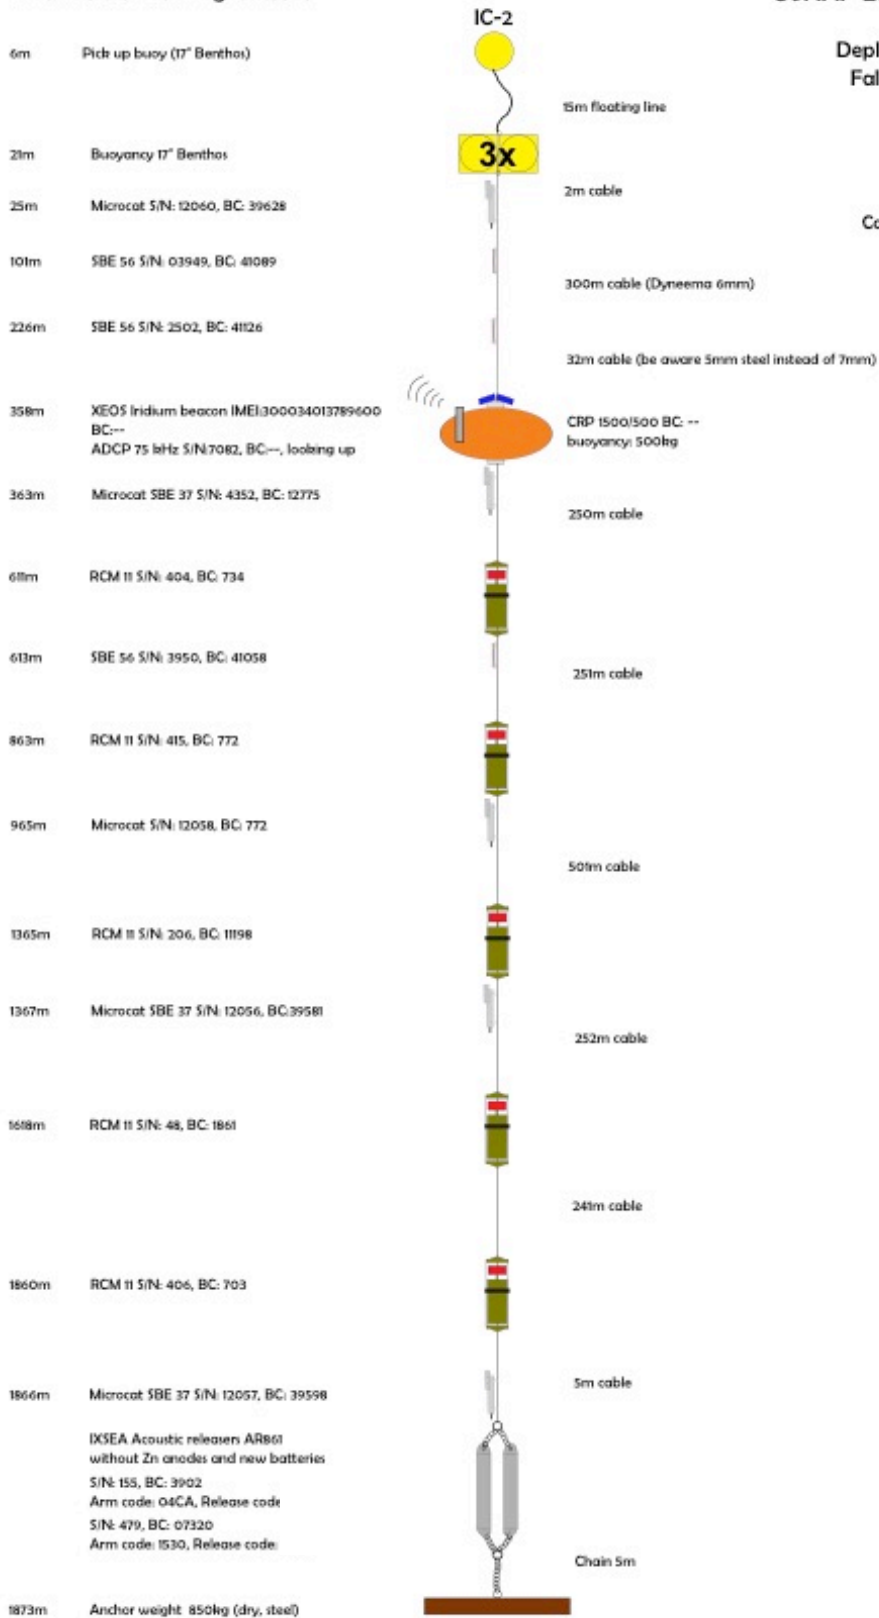 IC-2
6m Pick up buoy (17" Benthos)
Depl
Fal
15m floating line
3x
21m Buoyancy 17" Benthos
2m cable
25m Microcat S/N: 12060, BC: 39628
Co
101m SBE 56 S/N: 03949, BC: 41089
300m cable (Dyneema 6mm)
226m SBE 56 S/N: 2502, BC: 41126
32m cable (be aware 5mm steel instead of 7mm)
358m XEOS Iridium beacon IMEI:300034013789600
BC:--
ADCP 75 kHz S/N:7082, BC:--, looking up
CRP 1500/500 BC: --
buoyancy: 500kg
363m Microcat SBE 37 S/N: 4352, BC: 12775
250m cable
611m RCM 11 S/N: 404, BC: 734
613m SBE 56 S/N: 3950, BC: 41058
251m cable
863m RCM 11 S/N: 415, BC: 772
965m Microcat S/N: 12058, BC: 772
501m cable
1365m RCM 11 S/N: 206, BC: 11198
1367m Microcat SBE 37 S/N: 12056, BC:39581
252m cable
1618m RCM 11 S/N: 48, BC: 1861
241m cable
1860m RCM 11 S/N: 406, BC: 703
5m cable
1866m Microcat SBE 37 S/N: 12057, BC: 39598
IXSEA Acoustic releasers AR861
without Zn anodes and new batteries
S/N: 155, BC: 3902
Arm code: 04CA, Release code
S/N: 479, BC: 07320
Arm code: 1530, Release code:
Chain 5m
1873m Anchor weight 850kg (dry, steel)